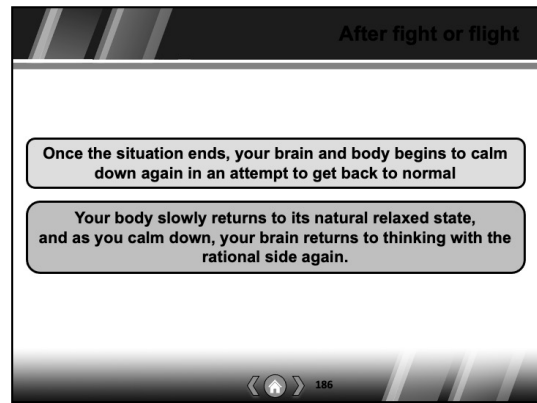 After fight or flight
Once the situation ends, your brain and body begins to calm
down again in an attempt to get back to normal
Your body slowly returns to its natural relaxed state,
and as you calm down, your brain returns to thinking with the
rational side again.
186